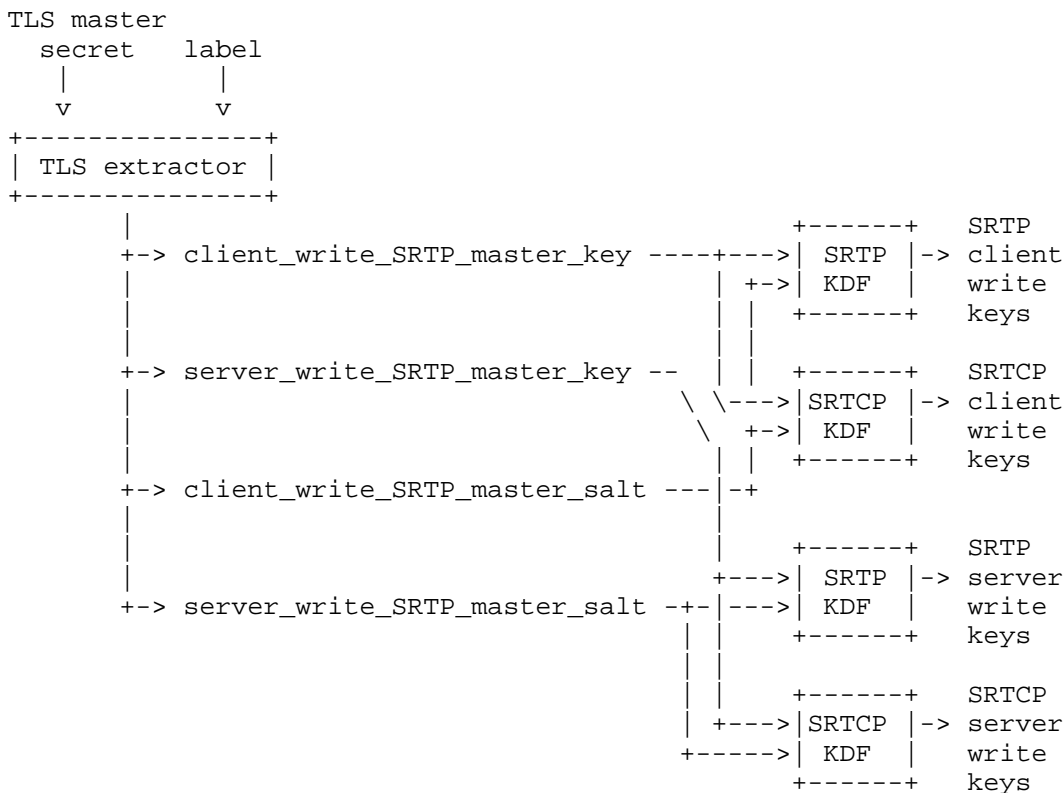 TLS master
secret label
| |
v v
+---------------+
| TLS extractor |
+---------------+
| +------+ SRTP
+-> client_write_SRTP_master_key ----+--->| SRTP |-> client
| | +->| KDF | write
| | | +------+ keys
| | |
+-> server_write_SRTP_master_key -- | | +------+ SRTCP
| \ \--->|SRTCP |-> client
| \ +->| KDF | write
| | | +------+ keys
+-> client_write_SRTP_master_salt ---|-+
| |
| | +------+ SRTP
| +--->| SRTP |-> server
+-> server_write_SRTP_master_salt -+-|--->| KDF | write
| | +------+ keys
| |
| | +------+ SRTCP
| +--->|SRTCP |-> server
+----->| KDF | write
+------+ keys